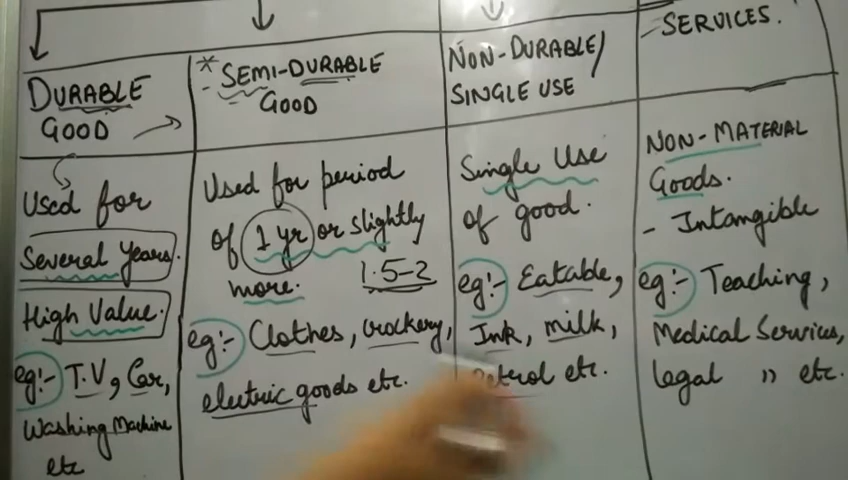 DURABLE
GOOD
Used for
Several Years.
High Value.
eg:- T.V, Car,
Washing Machine
etc
* - SEMI-DURABLE
GOOD
Used for period
of 1 yr or slightly
more. 1.5-2
eg:- Clothes, crockery,
electric goods etc.
NON-DURABLE/
SINGLE USE
Single Use
of good.
eg:- Eatable,
Ink, milk,
Petrol etc.
- SERVICES.
NON-MATERIAL
Goods.
- Intangible
eg:- Teaching,
Medical Services,
legal " etc.